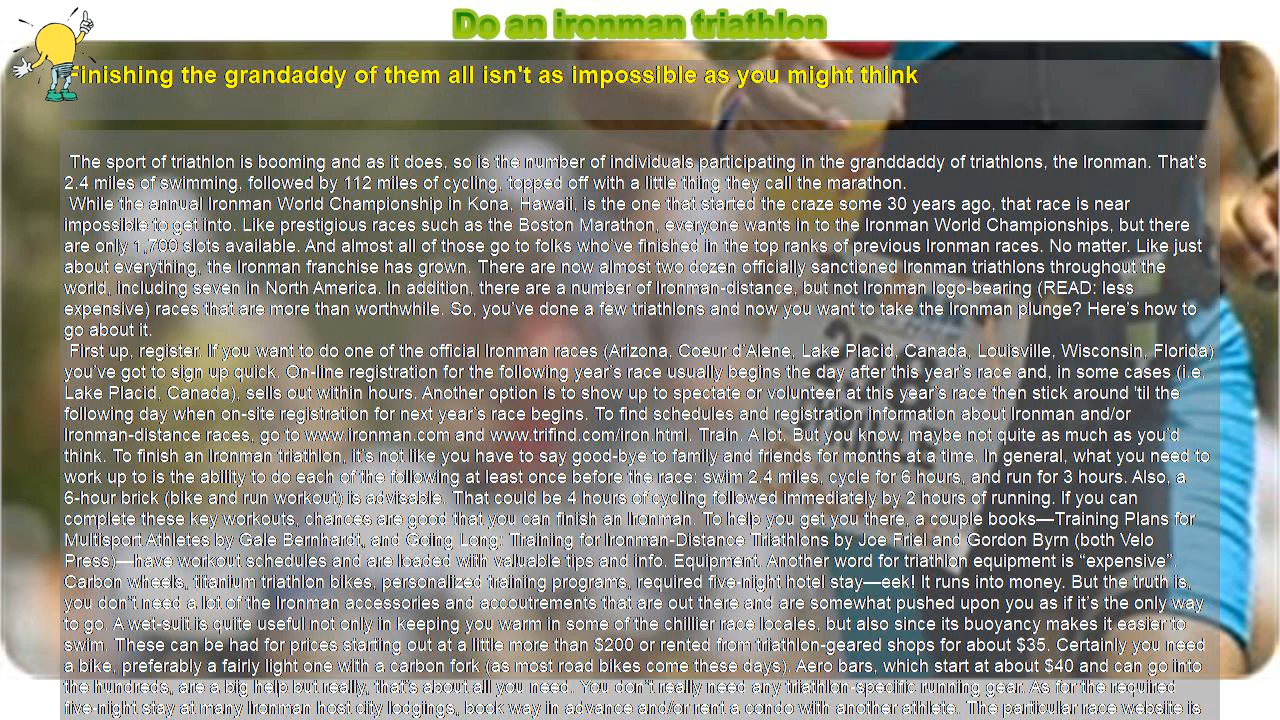 Do an ironman triathlon
Finishing the grandaddy of them all isn't as impossible as you might think
The sport of triathlon is booming and as it does, so is the number of individuals participating in the granddaddy of triathlons, the Ironman. That's
2.4 miles of swimming, followed by 112 miles of cycling, topped off with a little thing they call the marathon.
While the annual Ironman World Championship in Kona, Hawaii, is the one that started the craze some 30 years ago, that race is near
impossible to get into. Like prestigious races such as the Boston Marathon, everyone wants in to the Ironman World Championships, but there
are only 1,700 slots available. And almost all of those go to folks who've finished in the top ranks of previous Ironman races. No matter. Like just
about everything, the Ironman franchise has grown. There are now almost two dozen officially sanctioned Ironman triathlons throughout the
world, including seven in North America. In addition, there are a number of Ironman-distance, but not Ironman logo-bearing (READ: less
expensive) races that are more than worthwhile. So, you've done a few triathlons and now you want to take the Ironman plunge? Here's how to
go about it.
First up, register. If you want to do one of the official Ironman races (Arizona, Coeur d'Alene, Lake Placid, Canada, Louisville, Wisconsin, Florida)
you've got to sign up quick. On-line registration for the following year's race usually begins the day after this year's race and, in some cases (i.e.
Lake Placid, Canada), sells out within hours. Another option is to show up to spectate or volunteer at this year's race then stick around 'til the
following day when on-site registration for next year's race begins. To find schedules and registration information about Ironman and/or
Ironman-distance races, go to www.ironman.com and www.trifind.com/iron.html. Train. A lot. But you know, maybe not quite as much as you'd
think. To finish an Ironman triathlon, it's not like you have to say good-bye to family and friends for months at a time. In general, what you need to
work up to is the ability to do each of the following at least once before the race: swim 2.4 miles, cycle for 6 hours, and run for 3 hours. Also, a
6-hour brick (bike and run workout) is advisable. That could be 4 hours of cycling followed immediately by 2 hours of running. If you can
complete these key workouts, chances are good that you can finish an Ironman. To help you get you there, a couple books—Training Plans for
Multisport Athletes by Gale Bernhardt, and Going Long: Training for Ironman-Distance Triathlons by Joe Friel and Gordon Byrn (both Velo
Press)—have workout schedules and are loaded with valuable tips and info. Equipment. Another word for triathlon equipment is “expensive”.
Carbon wheels, titanium triathlon bikes, personalized training programs, required five-night hotel stay—eek! It runs into money. But the truth is,
you don't need a lot of the Ironman accessories and accoutrements that are out there and are somewhat pushed upon you as if it's the only way
to go. A wet-suit is quite useful not only in keeping you warm in some of the chillier race locales, but also since its buoyancy makes it easier to
swim. These can be had for prices starting out at a little more than $200 or rented from triathlon-geared shops for about $35. Certainly you need
a bike, preferably a fairly light one with a carbon fork (as most road bikes come these days). Aero bars, which start at about $40 and can go into
the hundreds, are a big help but really, that's about all you need. You don't really need any triathlon-specific running gear. As for the required
five-night stay at many Ironman host city lodgings, book way in advance and/or rent a condo with another athlete. The particular race website is